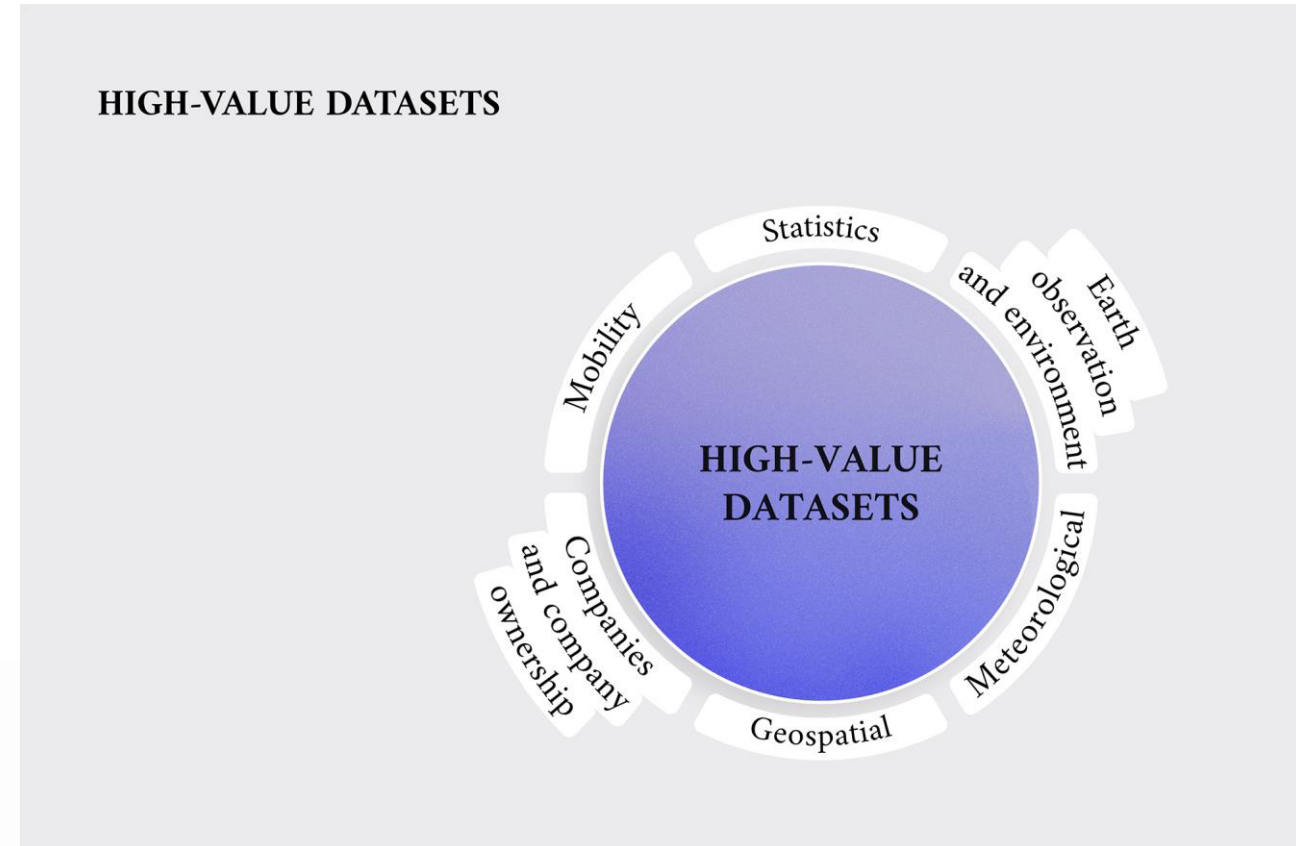 HIGH-VALUE DATASETS
Statistics
Earth
observation
and environment
Meteorological
Geospatial
Companies
and company
ownership
Mobility
HIGH-VALUE
DATASETS